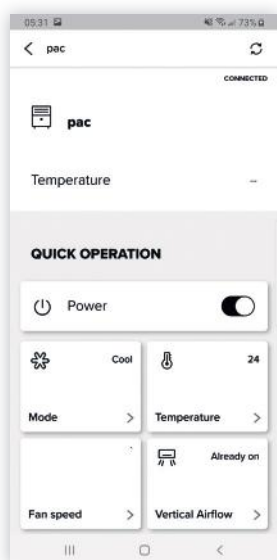 05:31 73%
pac
CONNECTED
pac
Temperature --
QUICK OPERATION
Power
Cool 24
Mode Temperature
Already on
Fan speed Vertical Airflow